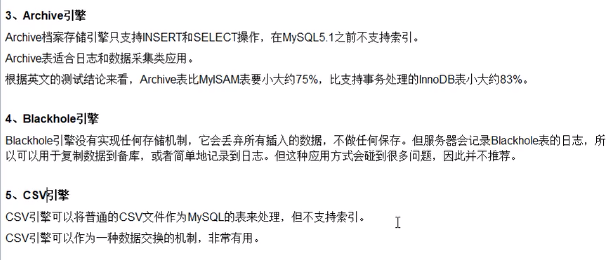 3、Archive引擎
Archive档案存储引擎只支持INSERT和SELECT操作，在MySQL5.1之前不支持索引。
Archive表适合日志和数据采集类应用。
根据英文的测试结论来看，Archive表比MyISAM表要小大约75%，比支持事务处理的InnoDB表小大约83%。
4、Blackhole引擎
Blackhole引擎没有实现任何存储机制，它会丢弃所有插入的数据，不做任何保存。但服务器会记录Blackhole表的日志，所
以可以用于复制数据到备库，或者简单地记录到日志。但这种应用方式会碰到很多问题，因此并不推荐。
5、CSV引擎
CSV引擎可以将普通的CSV文件作为MySQL的表来处理，但不支持索引。
CSV引擎可以作为一种数据交换的机制，非常有用。